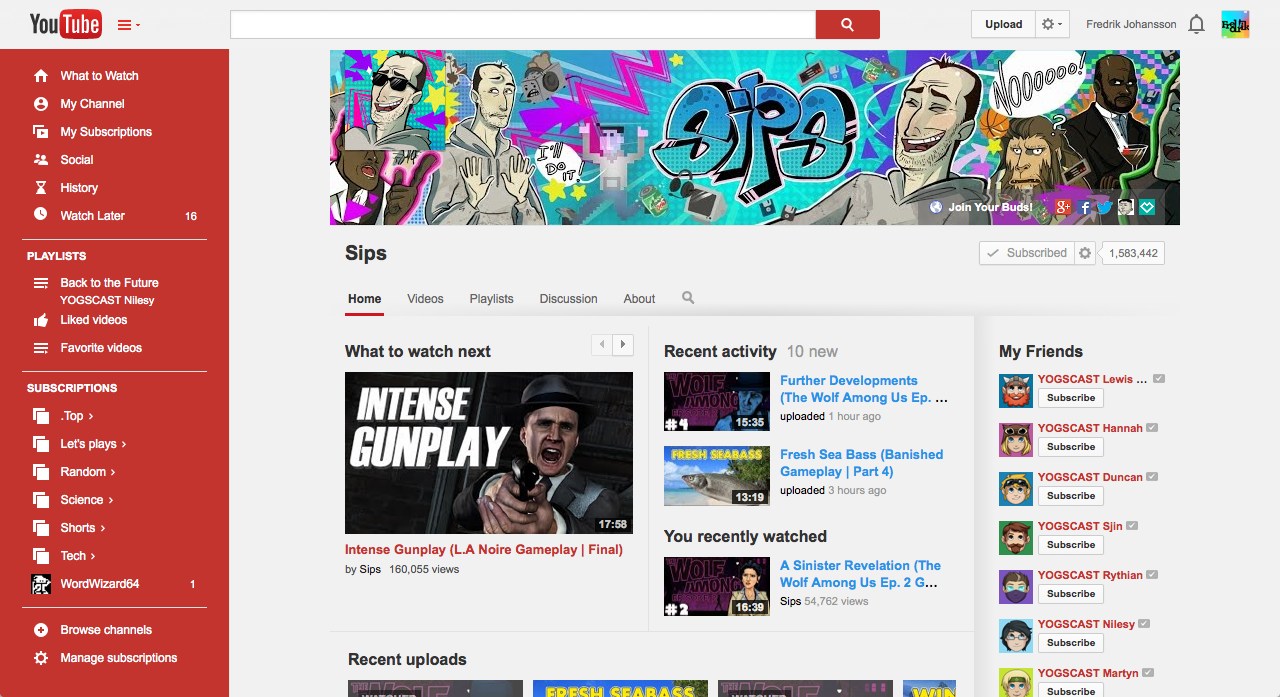 YouTube
Upload
Fredrik Johansson
What to Watch
My Channel
My Subscriptions
Social
History
Watch Later 16
PLAYLISTS
Back to the Future
YOGSCAST Nilesy
Liked videos
Favorite videos
SUBSCRIPTIONS
.Top ›
Let's plays ›
Random ›
Science ›
Shorts ›
Tech ›
WordWizard64 1
Browse channels
Manage subscriptions
I'LL
DO
IT.
SiPS
NOOOOOO!
?
Join Your Buds!
Sips
Subscribed 1,583,442
Home Videos Playlists Discussion About
What to watch next
INTENSE
GUNPLAY
17:58
Intense Gunplay (L.A Noire Gameplay | Final)
by Sips 160,055 views
Recent activity 10 new
WOLF
AMONG
#4 15:35
Further Developments
(The Wolf Among Us Ep. ...
uploaded 1 hour ago
FRESH SEABASS
13:19
Fresh Sea Bass (Banished
Gameplay | Part 4)
uploaded 3 hours ago
You recently watched
WOLF
AMONG
#2 16:39
A Sinister Revelation (The
Wolf Among Us Ep. 2 G...
Sips 54,762 views
My Friends
YOGSCAST Lewis ...
Subscribe
YOGSCAST Hannah
Subscribe
YOGSCAST Duncan
Subscribe
YOGSCAST Sjin
Subscribe
YOGSCAST Rythian
Subscribe
YOGSCAST Nilesy
Subscribe
YOGSCAST Martyn
Subscribe
Recent uploads
FRESH SEABASS